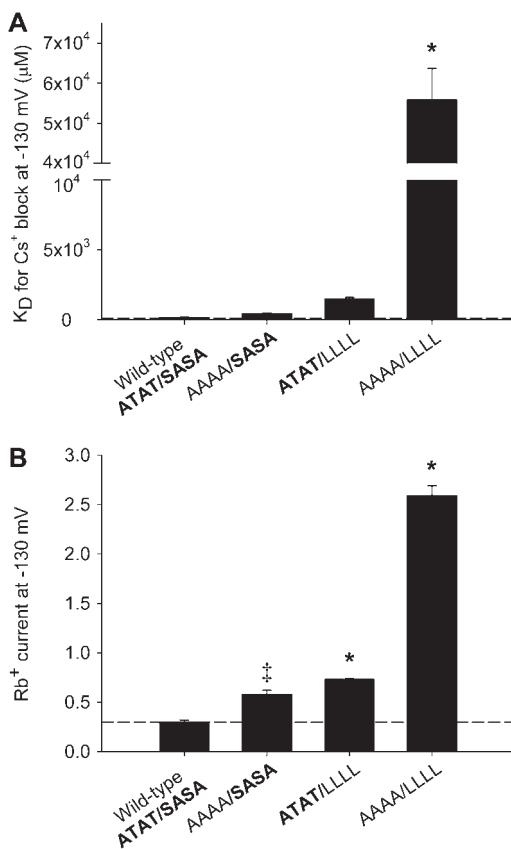 A
K_D for Cs⁺ block at -130 mV (μM)
7x10⁴
6x10⁴
5x10⁴
4x10⁴
10⁴
5x10³
0
*
Wild-type
ATAT/SASA
AAAA/SASA
ATAT/LLLL
AAAA/LLLL
B
Rb⁺ current at -130 mV
3.0
2.5
2.0
1.5
1.0
0.5
0.0
‡
*
*
Wild-type
ATAT/SASA
AAAA/SASA
ATAT/LLLL
AAAA/LLLL